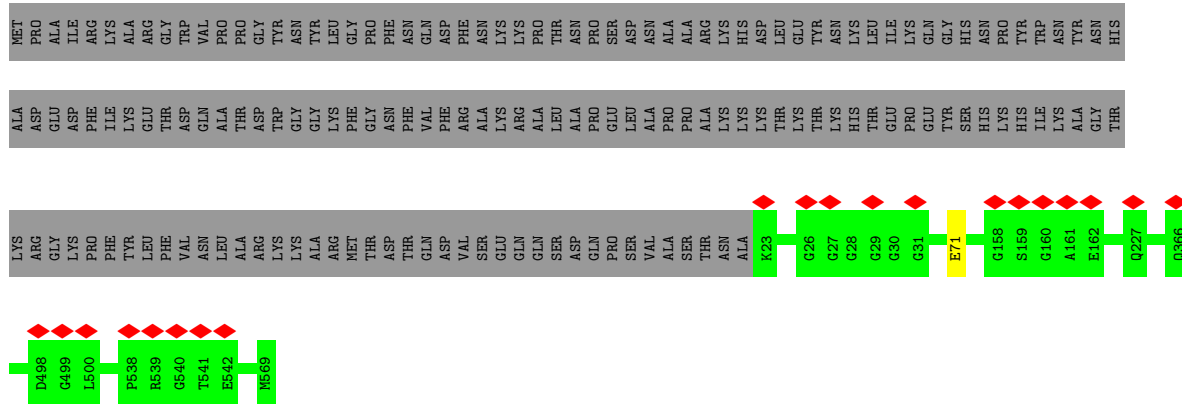 MET PRO ALA ILE ARG LYS ALA ARG GLY TRP VAL PRO PRO GLY TYR ASN TYR LEU GLY PRO PHE ASN GLN ASP PHE ASN LYS LYS PRO THR ASN PRO SER ASP ASN ALA ALA ARG LYS HIS ASP LEU GLU TYR ASN LYS LEU ILE LYS GLN GLY HIS ASN PRO TYR TRP ASN TYR ASN HIS
ALA ASP GLU ASP PHE ILE LYS GLU THR ASP GLN ALA THR ASP TRP GLY GLY LYS PHE GLY ASN PHE VAL PHE ARG ALA ASN LYS ARG ALA LEU ALA PRO GLU LEU ALA PRO PRO ALA LYS LYS LYS THR LYS THR LYS HIS THR GLU PRO GLU TYR SER HIS LYS HIS ILE LYS ALA GLY THR
LYS ARG GLY LYS PRO PHE TYR LEU PHE VAL ASN LEU ALA ARG LYS LYS ALA ARG MET THR ASP THR GLN ASP VAL SER GLU GLN GLN SER ASP GLN PRO SER VAL ALA SER THR ASN ALA K23 G26 G27 G28 G29 G30 G31 E71 G158 S159 G160 A161 E162 Q227 Q366
D498 G499 L500 P538 R539 G540 T541 E542 M569